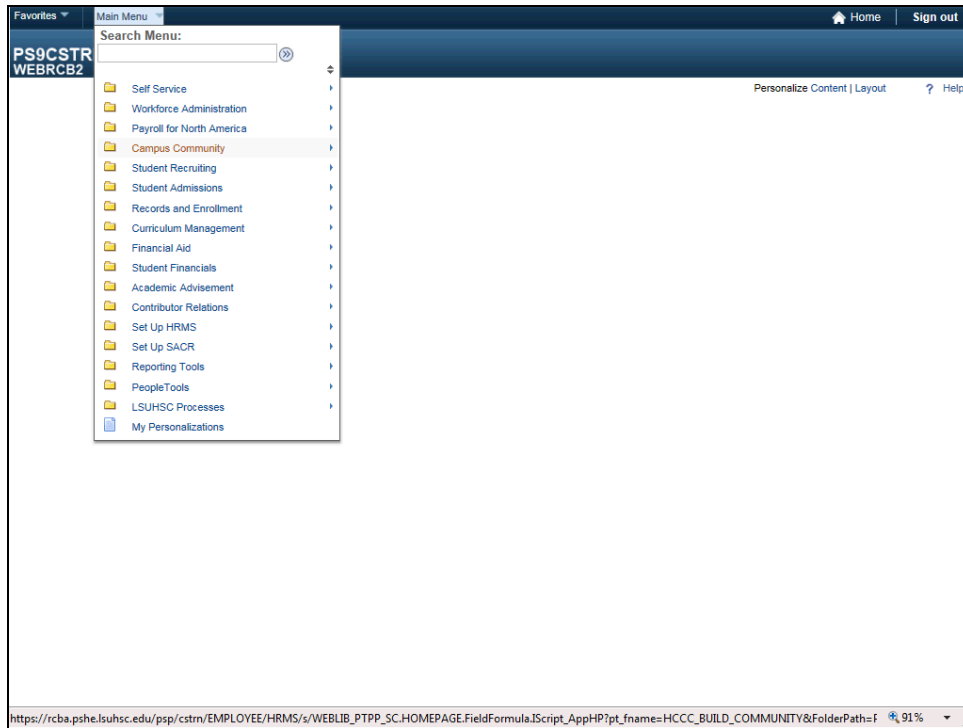 Favorites Main Menu Home Sign out
Search Menu:
PS9CSTR
WEBRCB2
Personalize Content | Layout ? Help
Self Service
Workforce Administration
Payroll for North America
Campus Community
Student Recruiting
Student Admissions
Records and Enrollment
Curriculum Management
Financial Aid
Student Financials
Academic Advisement
Contributor Relations
Set Up HRMS
Set Up SACR
Reporting Tools
PeopleTools
LSUHSC Processes
My Personalizations
https://rcba.pshe.lsuhsc.edu/psp/cstrn/EMPLOYEE/HRMS/s/WEBLIB_PTPP_SC.HOMEPAGE.FieldFormula.IScript_AppHP?pt_fname=HCCC_BUILD_COMMUNITY&FolderPath=F 91%